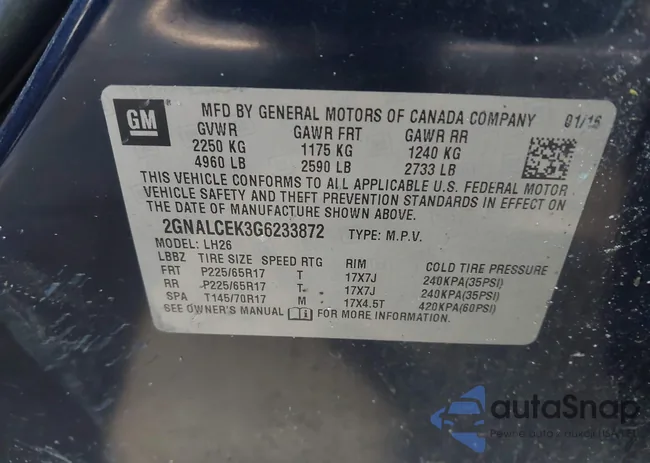 GM
MFD BY GENERAL MOTORS OF CANADA COMPANY 01/16
GVWR GAWR FRT GAWR RR
2250 KG 1175 KG 1240 KG
4960 LB 2590 LB 2733 LB
THIS VEHICLE CONFORMS TO ALL APPLICABLE U.S. FEDERAL MOTOR
VEHICLE SAFETY AND THEFT PREVENTION STANDARDS IN EFFECT ON
THE DATE OF MANUFACTURE SHOWN ABOVE.
2GNALCEK3G6233872 TYPE: M.P.V.
MODEL: LH26
LBBZ TIRE SIZE SPEED RTG RIM COLD TIRE PRESSURE
FRT P225/65R17 T 17X7J 240KPA(35PSI)
RR P225/65R17 T 17X7J 240KPA(35PSI)
SPA T145/70R17 M 17X4.5T 420KPA(60PSI)
SEE OWNER'S MANUAL i FOR MORE INFORMATION.
autoSnap
Pewne auto - aukcji IAAI